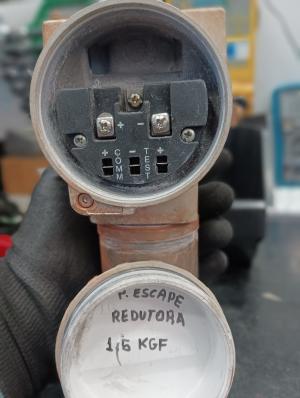 + -
+ - +
COMM TEST
P. ESCAPE
REDUTORA
1,5 KGF